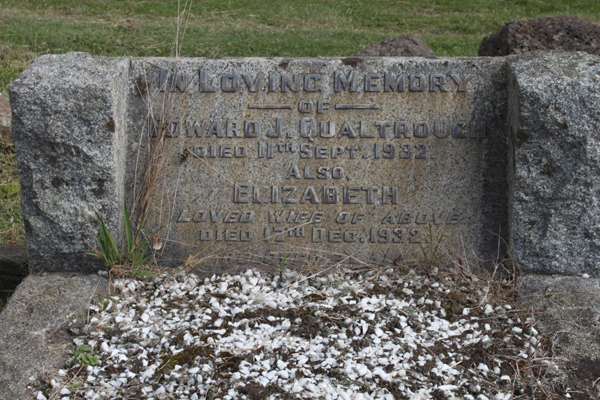 In Loving Memory
OF
EDWARD J. QUALTROUGH
DIED 11TH SEPT. 1932.
ALSO,
ELIZABETH
LOVED WIFE OF ABOVE
DIED 17TH DEC. 1932.